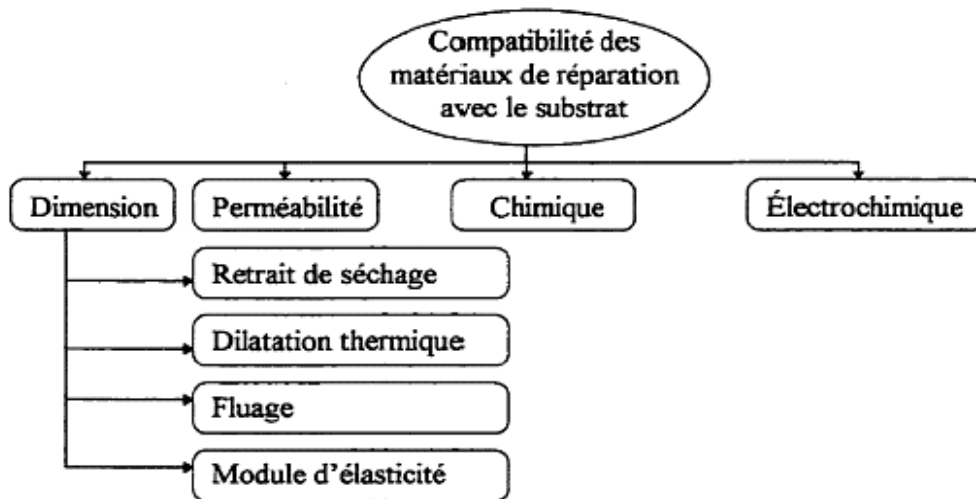 Compatibilité des
matériaux de réparation
avec le substrat
Dimension
Perméabilité
Chimique
Électrochimique
Retrait de séchage
Dilatation thermique
Fluage
Module d'élasticité